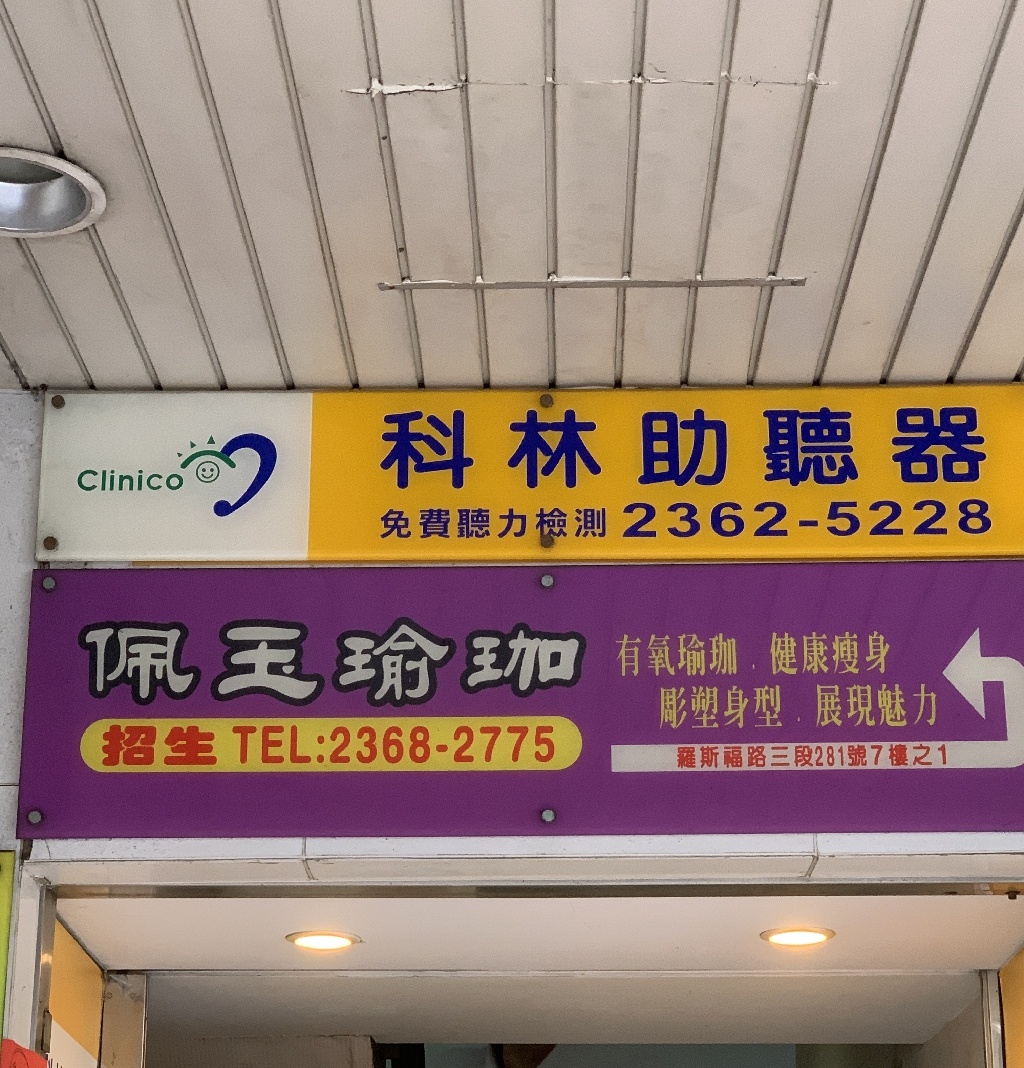 Clinico
科林助聽器
免費聽力檢測 2362-5228
佩玉瑜珈
招生 TEL:2368-2775
有氧瑜珈．健康瘦身
彫塑身型．展現魅力
羅斯福路三段281號7樓之1